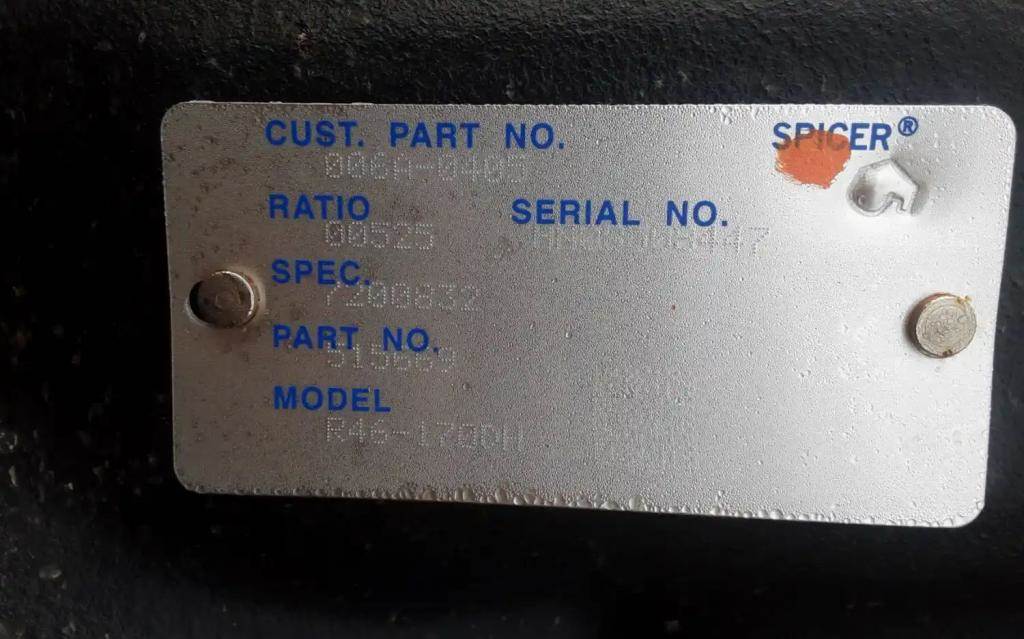 CUST. PART NO. SPICER®
006A-0405
RATIO SERIAL NO.
00525
SPEC.
7200832
PART NO.
MODEL
R46-170DH